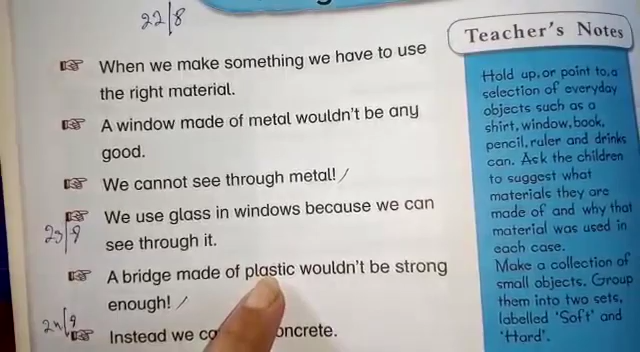 22/8
Teacher's Notes
When we make something we have to use
the right material.
A window made of metal wouldn't be any
good.
We cannot see through metal! /
We use glass in windows because we can
see through it.
A bridge made of plastic wouldn't be strong
enough! /
Instead we concrete.
Hold up, or point to, a
selection of everyday
objects such as a
shirt, window, book,
pencil, ruler and drinks
can. Ask the children
to suggest what
materials they are
made of and why that
material was used in
each case.
Make a collection of
small objects. Group
them into two sets,
labelled 'Soft' and
'Hard'.